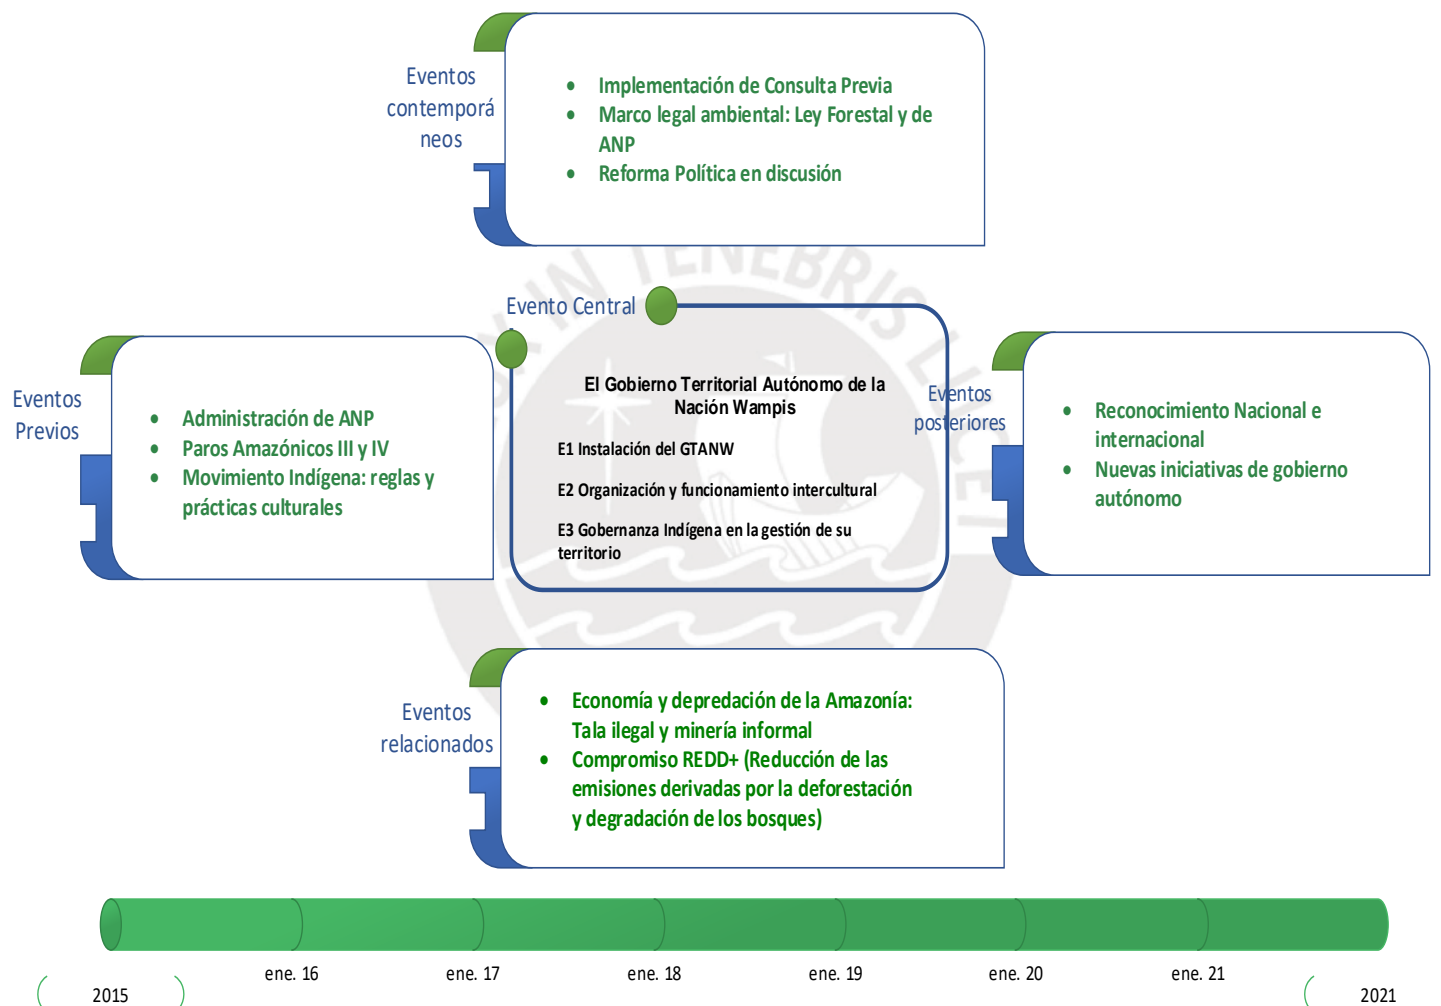 Eventos
contemporá
neos
• Implementación de Consulta Previa
• Marco legal ambiental: Ley Forestal y de
ANP
• Reforma Política en discusión
Evento Central
El Gobierno Territorial Autónomo de la
Nación Wampis
E1 Instalación del GTANW
E2 Organización y funcionamiento intercultural
E3 Gobernanza Indígena en la gestión de su
territorio
Eventos
Previos
• Administración de ANP
• Paros Amazónicos III y IV
• Movimiento Indígena: reglas y
prácticas culturales
Eventos
posteriores
• Reconocimiento Nacional e
internacional
• Nuevas iniciativas de gobierno
autónomo
Eventos
relacionados
• Economía y depredación de la Amazonía:
Tala ilegal y minería informal
• Compromiso REDD+ (Reducción de las
emisiones derivadas por la deforestación
y degradación de los bosques)
ene. 16 ene. 17 ene. 18 ene. 19 ene. 20 ene. 21
2015 2021
IN TENEBRIS LUCET